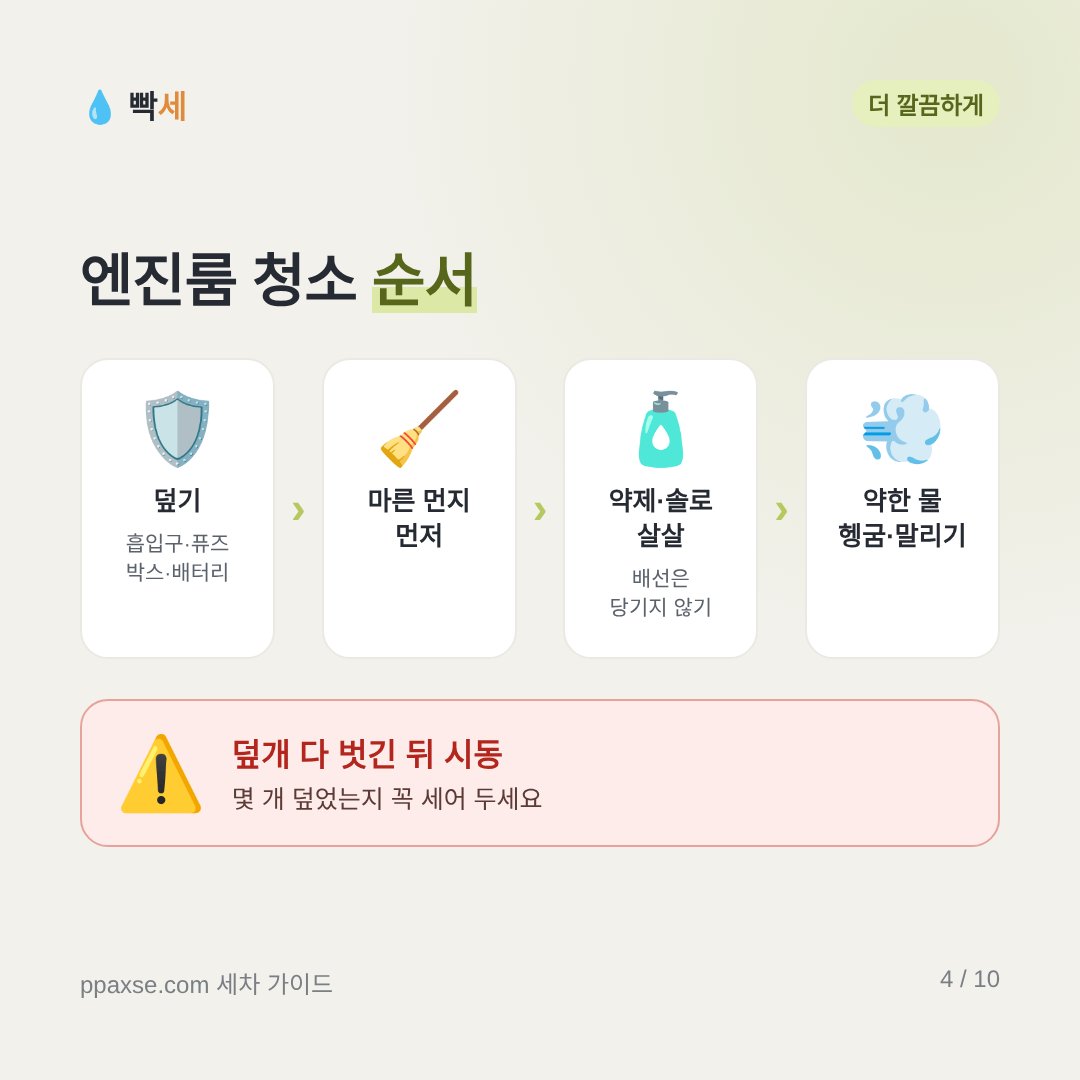 빡세
더 깔끔하게
엔진룸 청소 순서
덮기
흡입구·퓨즈
박스·배터리
›
마른 먼지
먼저
›
약제·솔로
살살
배선은
당기지 않기
›
약한 물
헹굼·말리기
덮개 다 벗긴 뒤 시동
몇 개 덮었는지 꼭 세어 두세요
ppaxse.com 세차 가이드
4 / 10